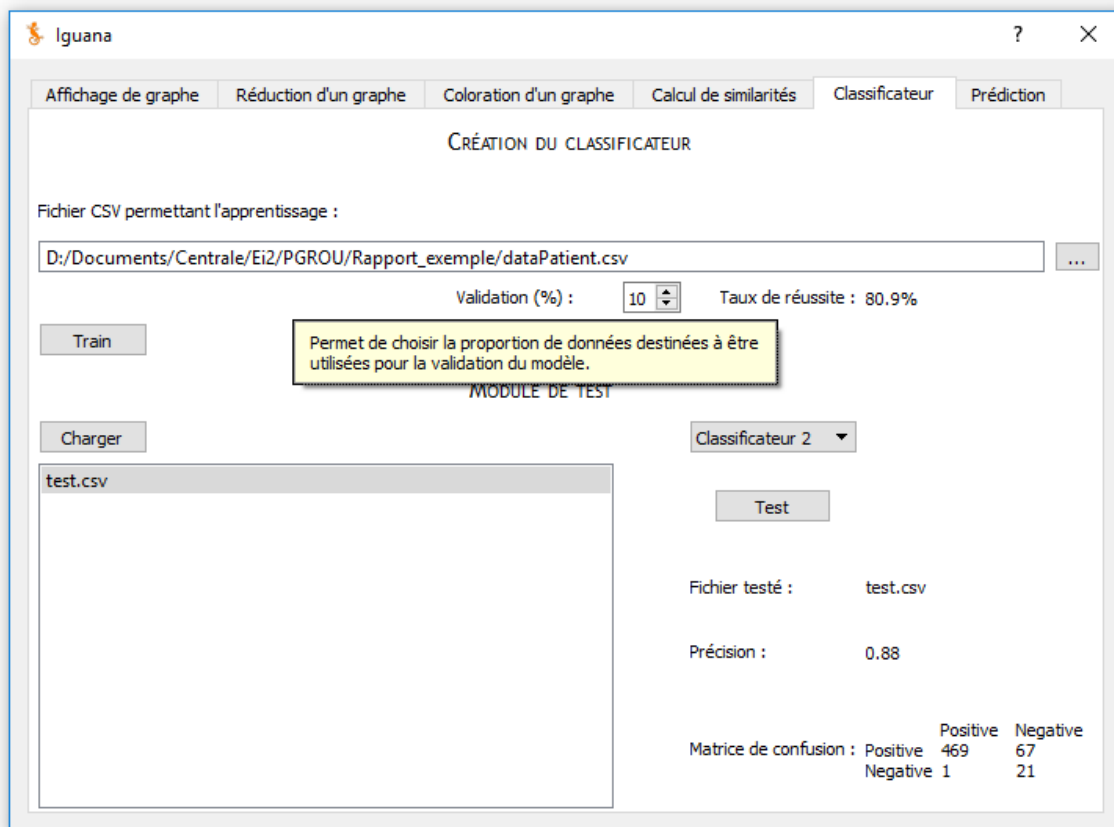 Iguana
?
Affichage de graphe
Réduction d'un graphe
Coloration d'un graphe
Calcul de similarités
Classificateur
Prédiction
CRÉATION DU CLASSIFICATEUR
Fichier CSV permettant l'apprentissage :
D:/Documents/Centrale/Ei2/PGROU/Rapport_exemple/dataPatient.csv
...
Validation (%) : 10 Taux de réussite : 80.9%
Train
Permet de choisir la proportion de données destinées à être
utilisées pour la validation du modèle.
MODULE DE TEST
Charger
Classificateur 2
test.csv
Test
Fichier testé : test.csv
Précision : 0.88
Positive Negative
Matrice de confusion : Positive 469 67
Negative 1 21